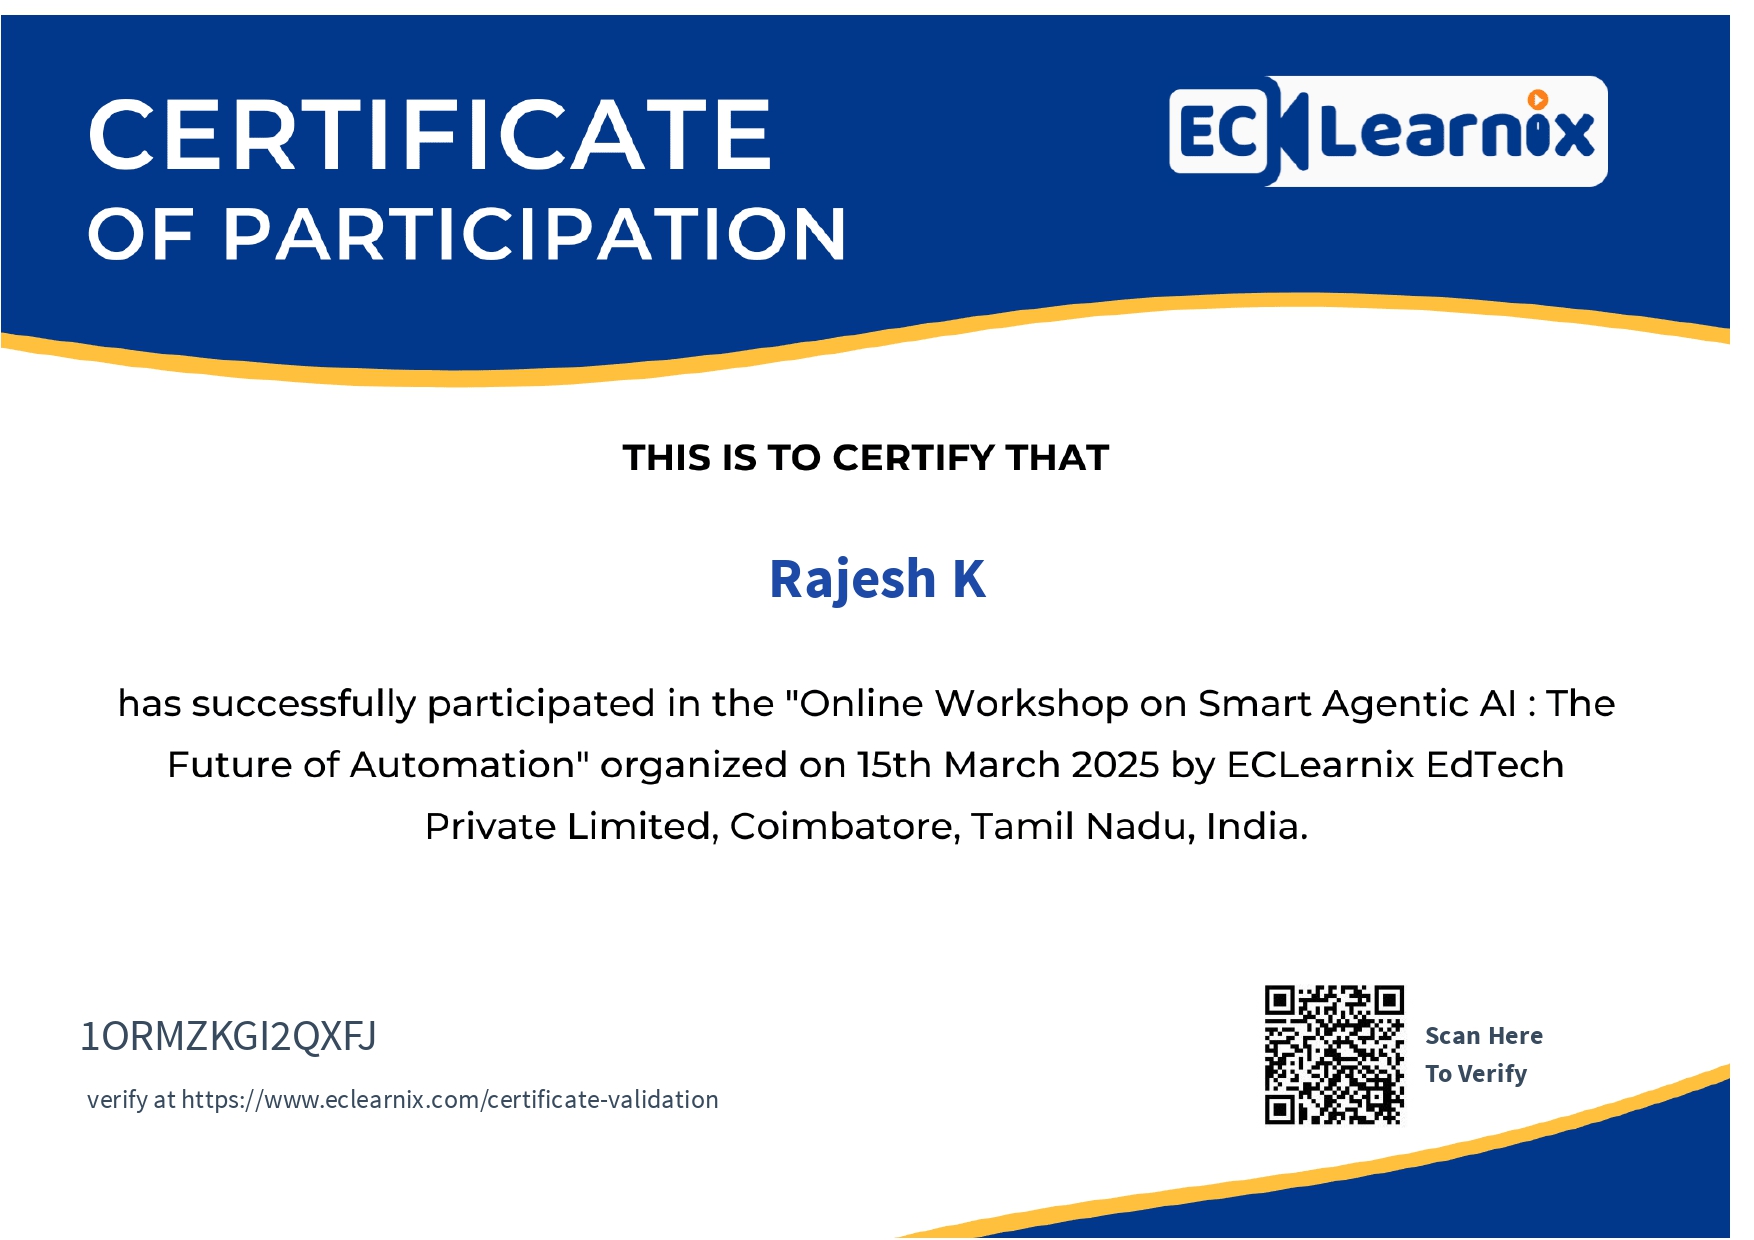 CERTIFICATE
OF PARTICIPATION
EC Learnix
THIS IS TO CERTIFY THAT
Rajesh K
has successfully participated in the "Online Workshop on Smart Agentic AI : The
Future of Automation" organized on 15th March 2025 by ECLearnix EdTech
Private Limited, Coimbatore, Tamil Nadu, India.
1ORMZKGI2QXFJ
verify at https://www.eclearnix.com/certificate-validation
Scan Here
To Verify